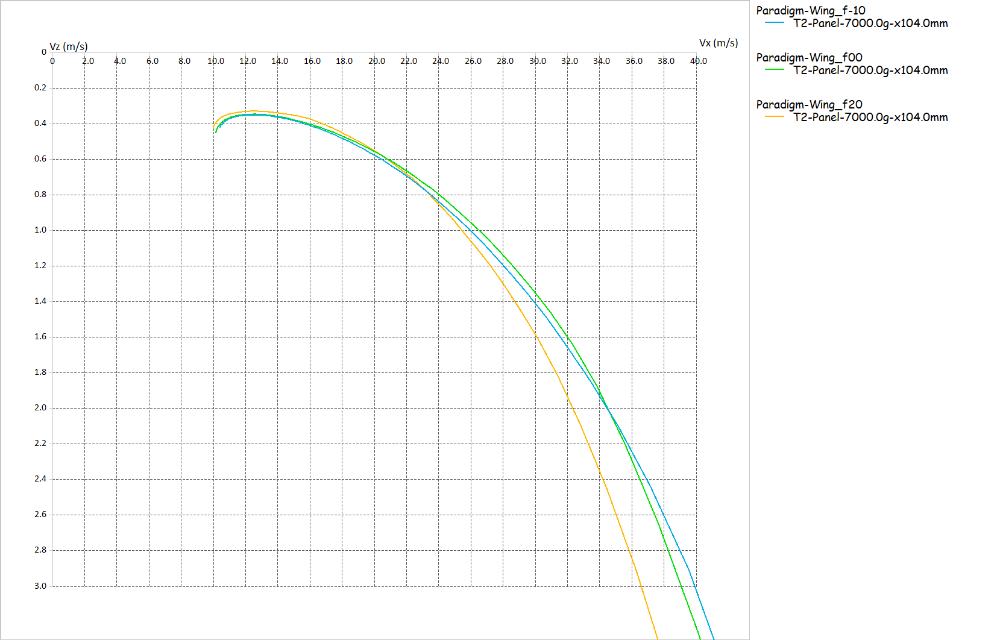 Vz (m/s)
Vx (m/s)
0
0 2.0 4.0 6.0 8.0 10.0 12.0 14.0 16.0 18.0 20.0 22.0 24.0 26.0 28.0 30.0 32.0 34.0 36.0 38.0 40.0
0.2
0.4
0.6
0.8
1.0
1.2
1.4
1.6
1.8
2.0
2.2
2.4
2.6
2.8
3.0
Paradigm-Wing_f-10
T2-Panel-7000.0g-x104.0mm
Paradigm-Wing_f00
T2-Panel-7000.0g-x104.0mm
Paradigm-Wing_f20
T2-Panel-7000.0g-x104.0mm